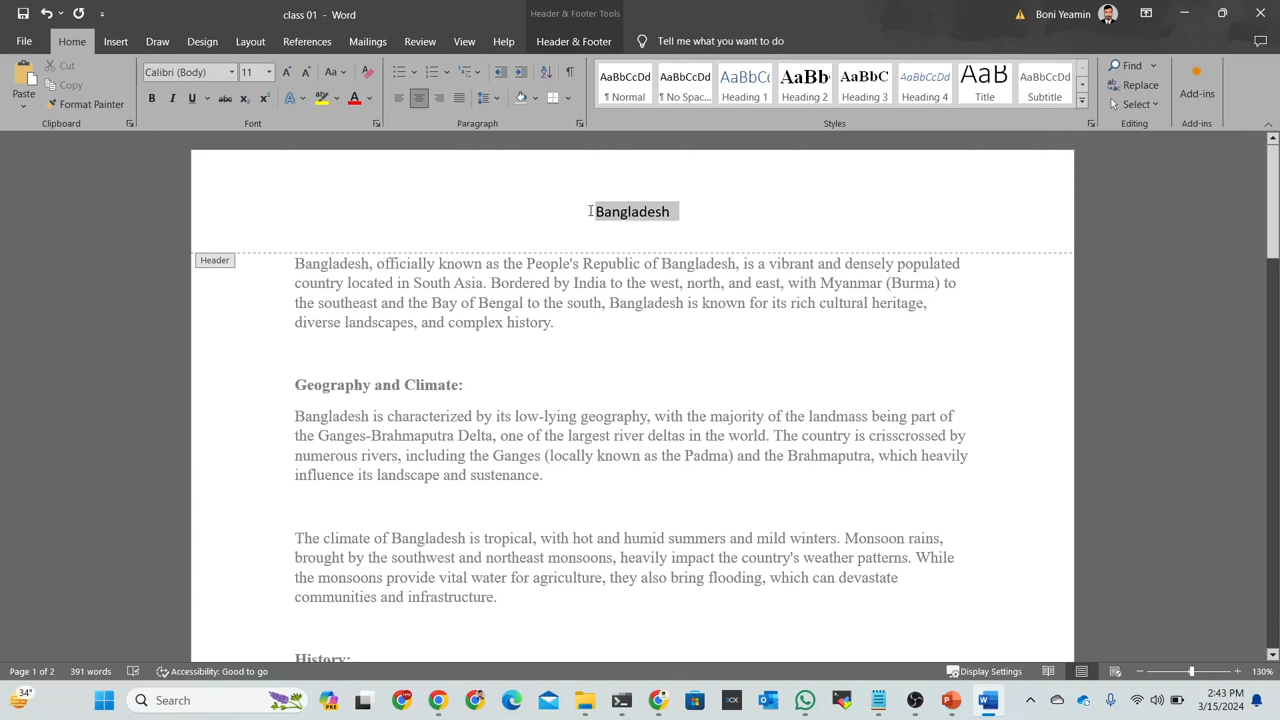 class 01 - Word
Header & Footer Tools
Boni Yeamin
File Home Insert Draw Design Layout References Mailings Review View Help Header & Footer Tell me what you want to do
Paste
Cut
Copy
Format Painter
Clipboard
Calibri (Body) 11
Font
Paragraph
AaBbCcDd AaBbCcDd AaBbCc AaBb AaBbC AaBbCcDd AaB AaBbCcDd
¶ Normal ¶ No Spac... Heading 1 Heading 2 Heading 3 Heading 4 Title Subtitle
Styles
Find
Replace
Select
Editing
Add-ins
Add-ins
Bangladesh
Header
Bangladesh, officially known as the People's Republic of Bangladesh, is a vibrant and densely populated
country located in South Asia. Bordered by India to the west, north, and east, with Myanmar (Burma) to
the southeast and the Bay of Bengal to the south, Bangladesh is known for its rich cultural heritage,
diverse landscapes, and complex history.
Geography and Climate:
Bangladesh is characterized by its low-lying geography, with the majority of the landmass being part of
the Ganges-Brahmaputra Delta, one of the largest river deltas in the world. The country is crisscrossed by
numerous rivers, including the Ganges (locally known as the Padma) and the Brahmaputra, which heavily
influence its landscape and sustenance.
The climate of Bangladesh is tropical, with hot and humid summers and mild winters. Monsoon rains,
brought by the southwest and northeast monsoons, heavily impact the country's weather patterns. While
the monsoons provide vital water for agriculture, they also bring flooding, which can devastate
communities and infrastructure.
History:
Page 1 of 2 391 words Accessibility: Good to go Display Settings 130%
34°
Search
2:43 PM
3/15/2024